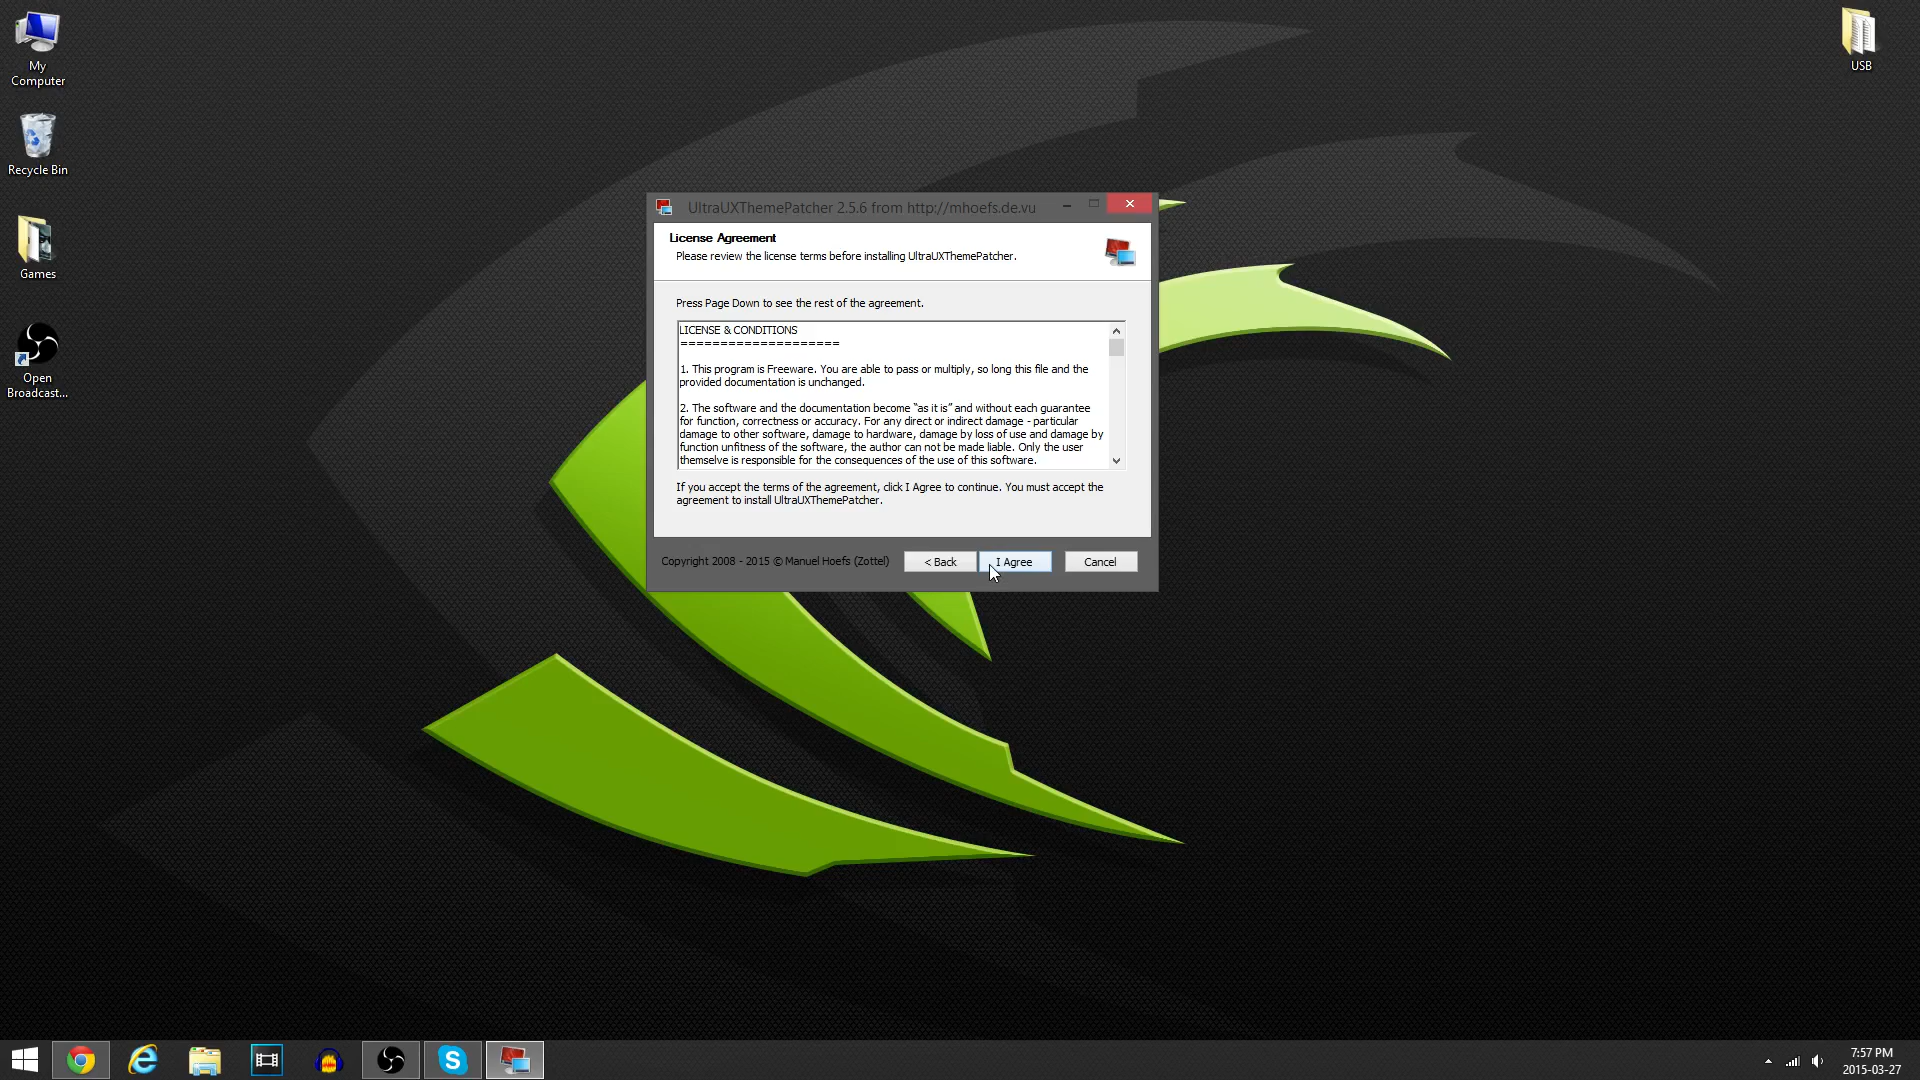 My
Computer
Recycle Bin
Games
Open
Broadcast...
USB
UltraUXThemePatcher 2.5.6 from http://mhoefs.de.vu
License Agreement
Please review the license terms before installing UltraUXThemePatcher.
Press Page Down to see the rest of the agreement.
LICENSE & CONDITIONS
====================
1. This program is Freeware. You are able to pass or multiply, so long this file and the
provided documentation is unchanged.
2. The software and the documentation become “as it is” and without each guarantee
for function, correctness or accuracy. For any direct or indirect damage - particular
damage to other software, damage to hardware, damage by loss of use and damage by
function unfitness of the software, the author can not be made liable. Only the user
themselve is responsible for the consequences of the use of this software.
If you accept the terms of the agreement, click I Agree to continue. You must accept the
agreement to install UltraUXThemePatcher.
Copyright 2008 - 2015 © Manuel Hoefs (Zottel)
< Back
I Agree
Cancel
7:57 PM
2015-03-27